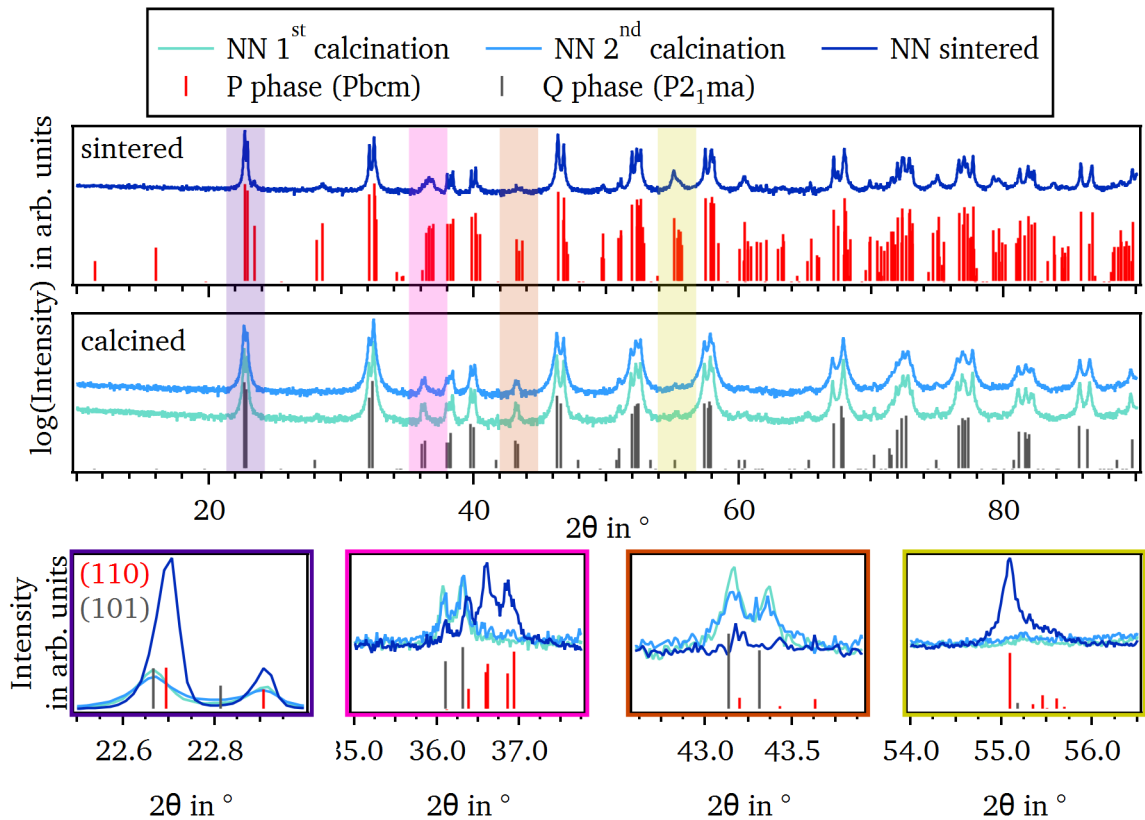 NN 1st calcination NN 2nd calcination NN sintered
P phase (Pbcm) Q phase (P2₁ma)
sintered
calcined
log(Intensity) in arb. units
20 40 60 80
2θ in °
Intensity
in arb. units
(110)
(101)
22.6 22.8 35.0 36.0 37.0 43.0 43.5 54.0 55.0 56.0
2θ in ° 2θ in ° 2θ in ° 2θ in °